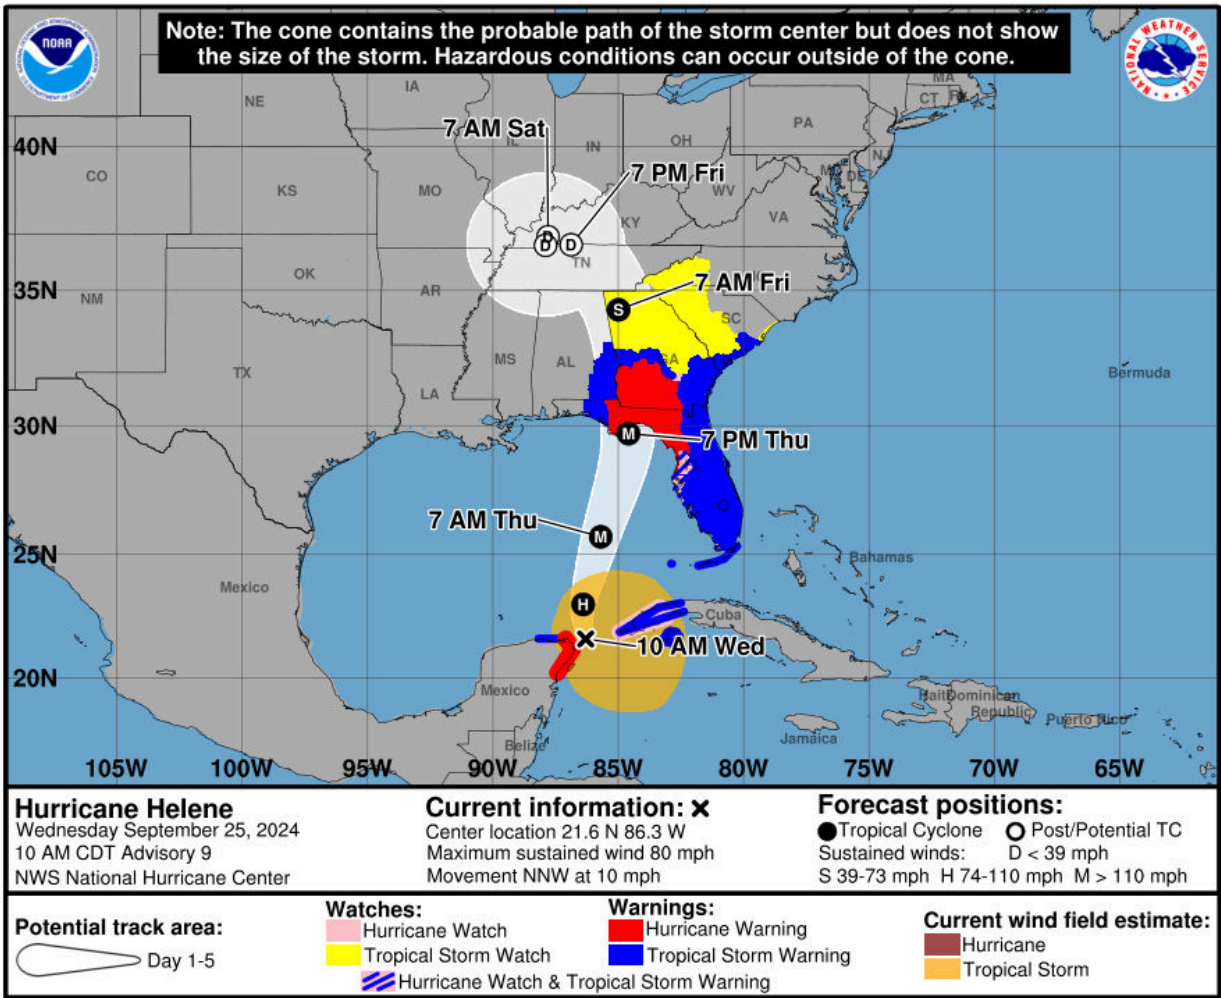 Note: The cone contains the probable path of the storm center but does not show
the size of the storm. Hazardous conditions can occur outside of the cone.
NOAA
NATIONAL WEATHER SERVICE
NE
IA
IL
IN
OH
PA
MA
CT
RI
NJ
MD
DE
7 AM Sat
7 PM Fri
40N
CO
KS
MO
KY
WV
VA
D
D
D
TN
OK
AR
7 AM Fri
35N
NM
S
SC
MS
AL
GA
TX
LA
Bermuda
30N
M
7 PM Thu
7 AM Thu
M
25N
Mexico
Bahamas
H
Cuba
10 AM Wed
20N
Mexico
Haiti
Dominican
Republic
Puerto Rico
Belize
Jamaica
105W
100W
95W
90W
85W
80W
75W
70W
65W
Hurricane Helene
Wednesday September 25, 2024
10 AM CDT Advisory 9
NWS National Hurricane Center
Current information: ×
Center location 21.6 N 86.3 W
Maximum sustained wind 80 mph
Movement NNW at 10 mph
Forecast positions:
Tropical Cyclone
Post/Potential TC
Sustained winds: D < 39 mph
S 39-73 mph H 74-110 mph M > 110 mph
Potential track area:
Day 1-5
Watches:
Hurricane Watch
Tropical Storm Watch
Warnings:
Hurricane Warning
Tropical Storm Warning
Hurricane Watch & Tropical Storm Warning
Current wind field estimate:
Hurricane
Tropical Storm